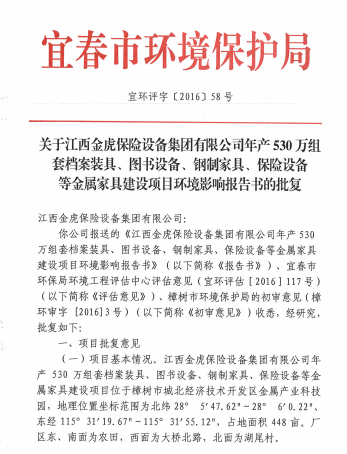 宜春市环境保护局
宜环评字〔2016〕58 号
关于江西金虎保险设备集团有限公司年产 530 万组
套档案装具、图书设备、钢制家具、保险设备
等金属家具建设项目环境影响报告书的批复
江西金虎保险设备集团有限公司:
你公司报送的《江西金虎保险设备集团有限公司年产 530
万组套档案装具、图书设备、钢制家具、保险设备等金属家具
建设项目环境影响报告书》（以下简称《报告书》）、宜春市
环保局环境工程评估中心评估意见（宜环评估[2016]117 号）
（以下简称《评估意见》）、樟树市环境保护局的初审意见（樟
环审字 [2016]3 号）（以下简称《初审意见》）收悉，经研究，
批复如下：
一、项目批复意见
（一）项目基本情况。江西金虎保险设备集团有限公司年
产 530 万组套档案装具、图书设备、钢制家具、保险设备等金
属家具建设项目位于樟树市城北经济技术开发区金属产业科技
园，地理位置坐标范围为北纬 28° 5′47.62″-28° 6′0.22″、
东经 115° 31′19.67″-115° 31′55.12″，占地面积 448 亩。厂
区东、南面为农田，西面为大桥北路，北面为湖尾村。